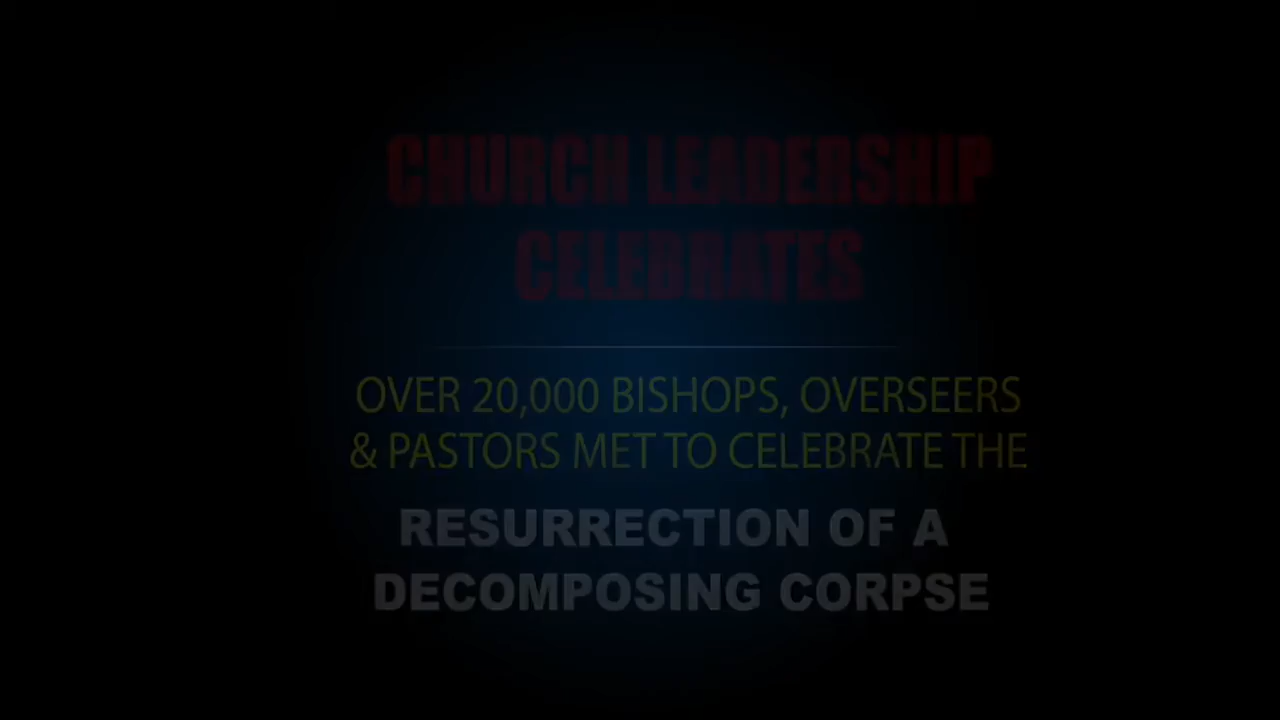 CHURCH LEADERSHIP
CELEBRATES
OVER 20,000 BISHOPS, OVERSEERS
& PASTORS MET TO CELEBRATE THE
RESURRECTION OF A
DECOMPOSING CORPSE